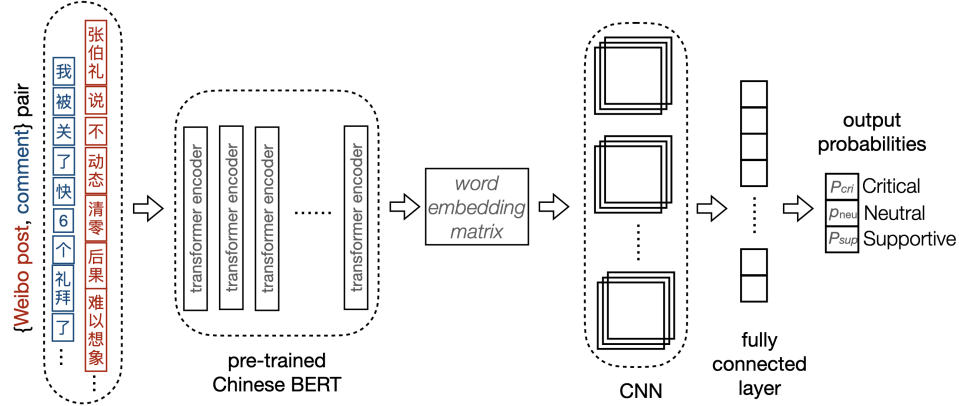 {Weibo post, comment} pair
我被关了快6个礼拜了
张伯礼说不动态清零后果难以想象
transformer encoder
transformer encoder
transformer encoder
transformer encoder
pre-trained
Chinese BERT
word
embedding
matrix
CNN
fully
connected
layer
output
probabilities
Pcri Critical
pneu Neutral
Psup Supportive